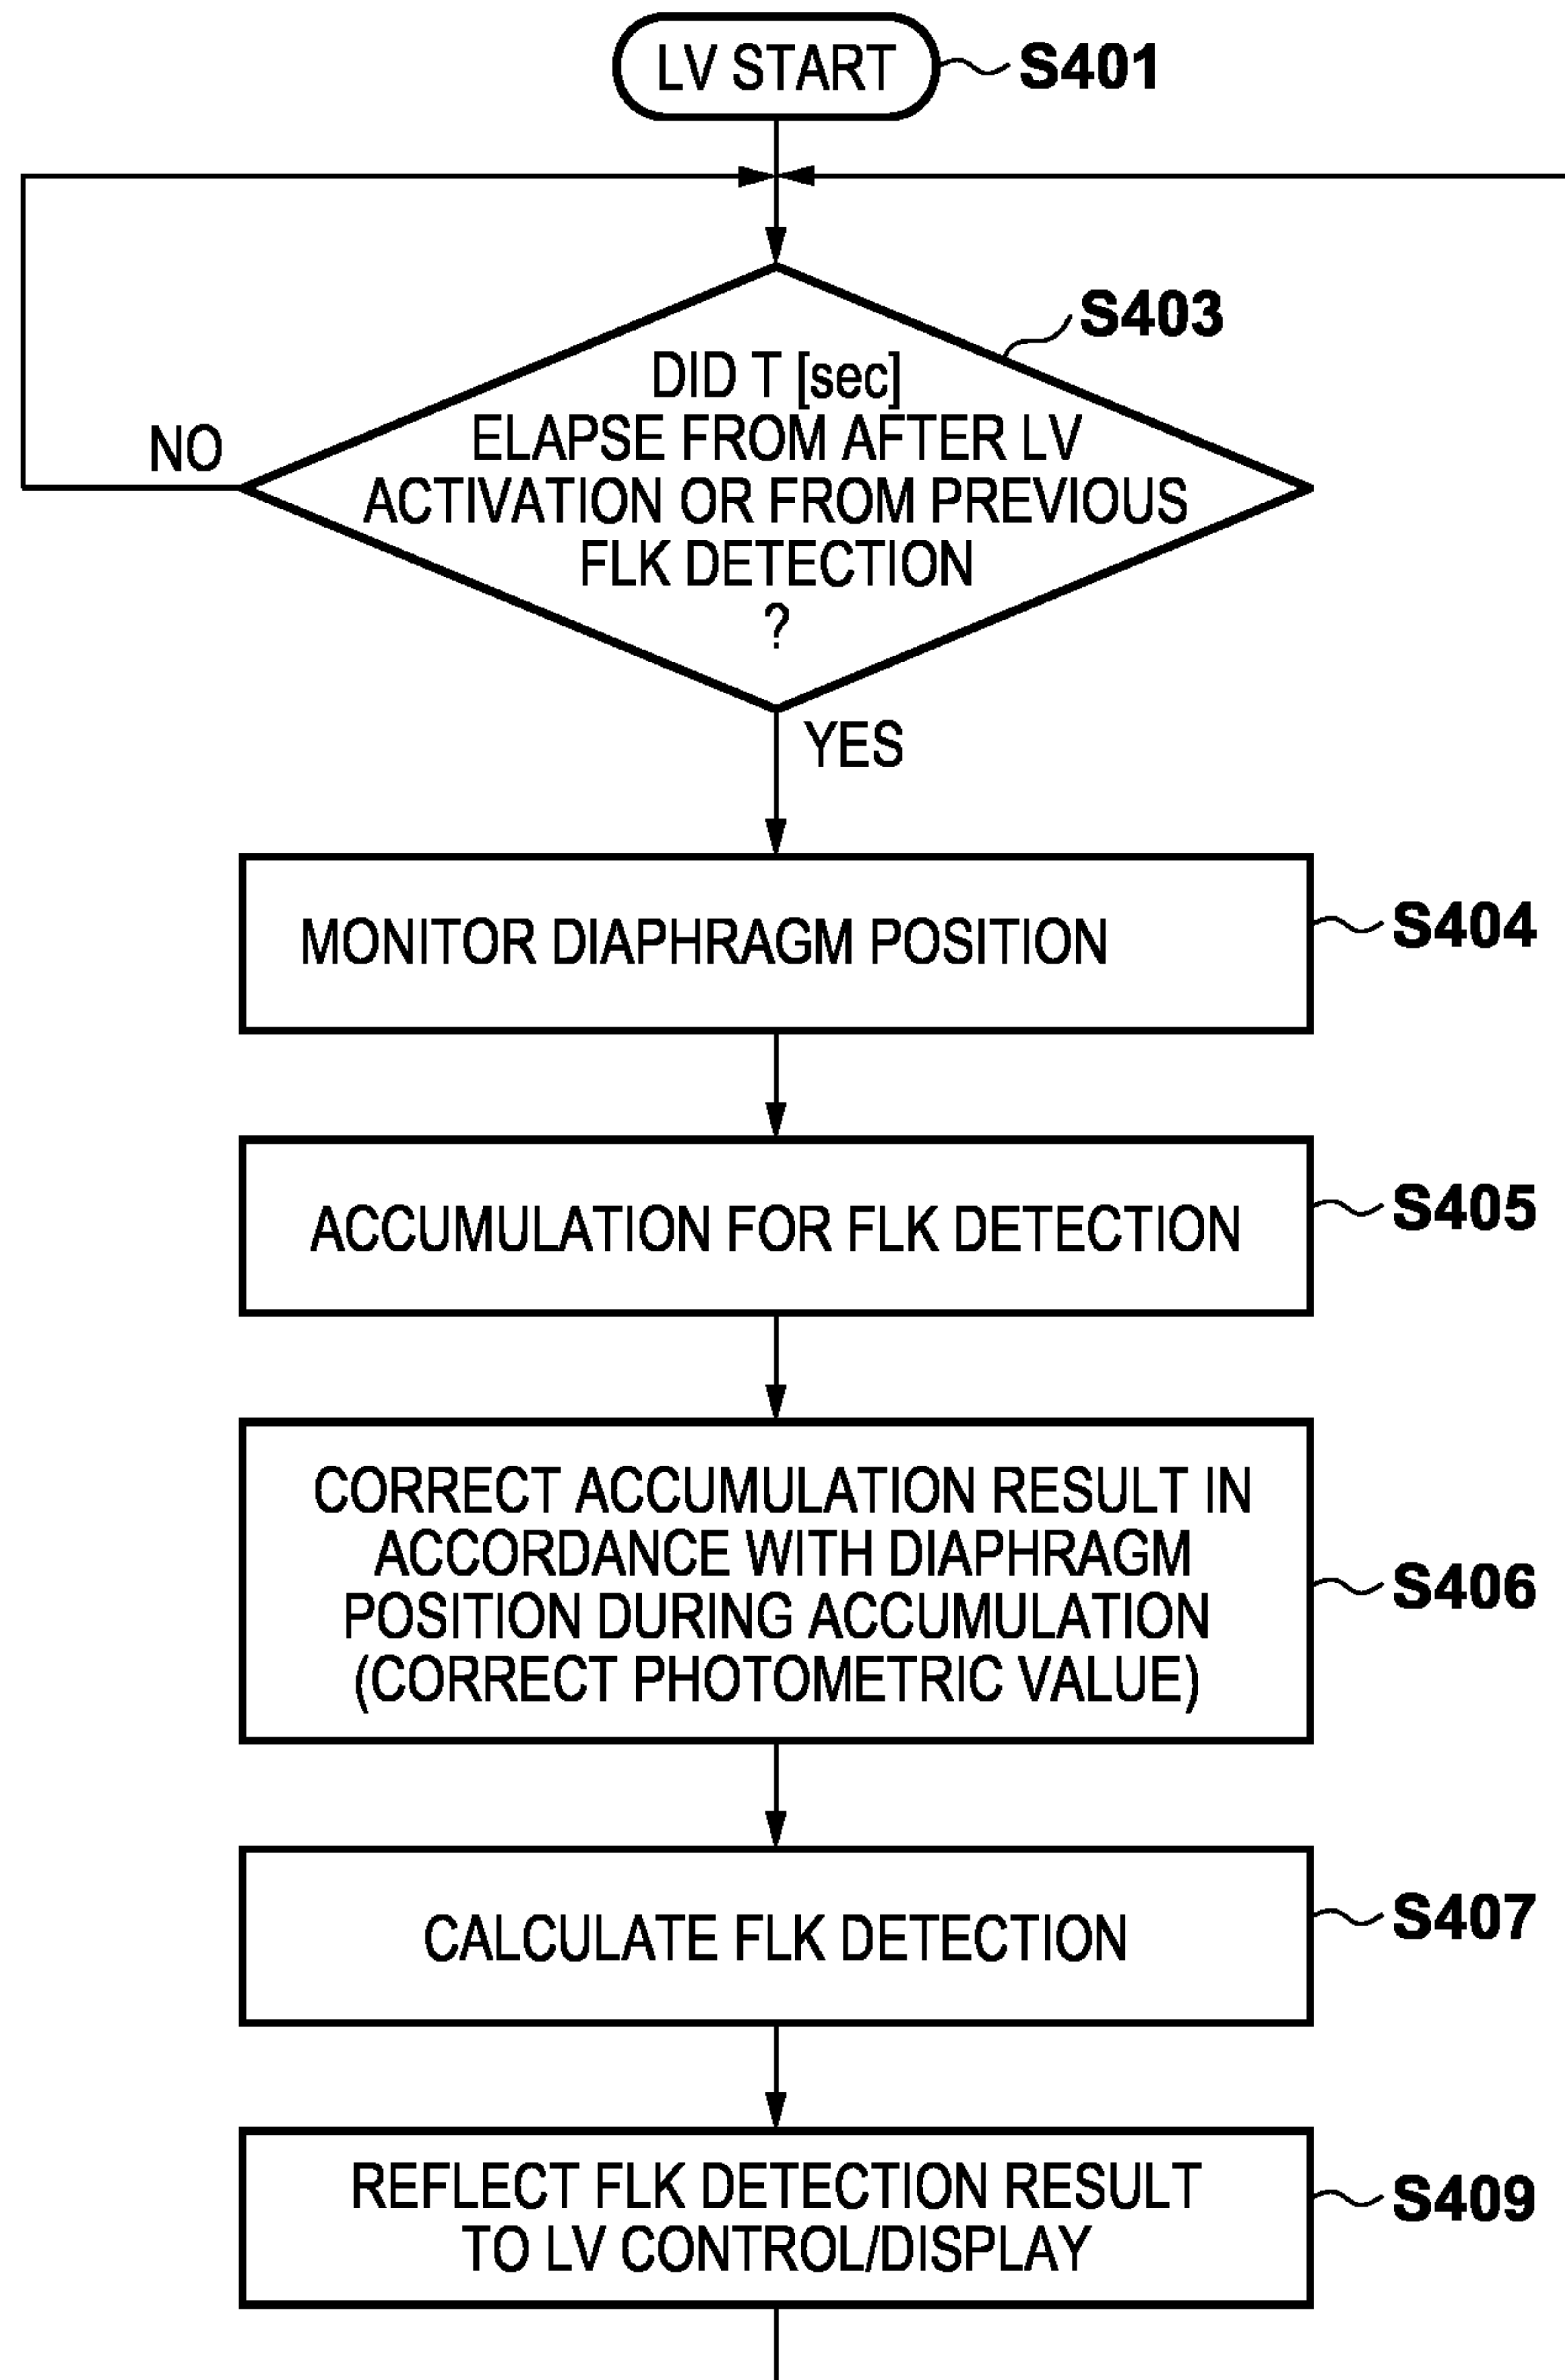 LV START
S401
S403
DID T [sec]
ELAPSE FROM AFTER LV
ACTIVATION OR FROM PREVIOUS
FLK DETECTION
?
NO
YES
MONITOR DIAPHRAGM POSITION
S404
ACCUMULATION FOR FLK DETECTION
S405
CORRECT ACCUMULATION RESULT IN
ACCORDANCE WITH DIAPHRAGM
POSITION DURING ACCUMULATION
(CORRECT PHOTOMETRIC VALUE)
S406
CALCULATE FLK DETECTION
S407
REFLECT FLK DETECTION RESULT
TO LV CONTROL/DISPLAY
S409